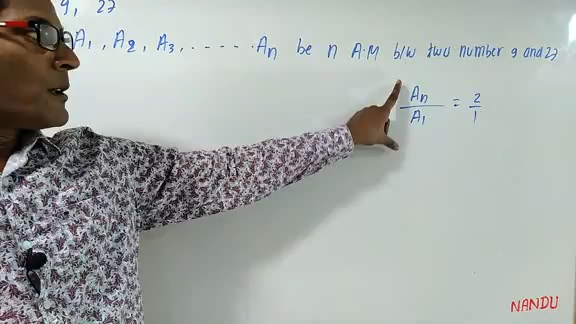 9, 27
A1, A2, A3, ...... An be n A.M b/w two number 9 and 27
An / A1 = 2 / 1
NANDU